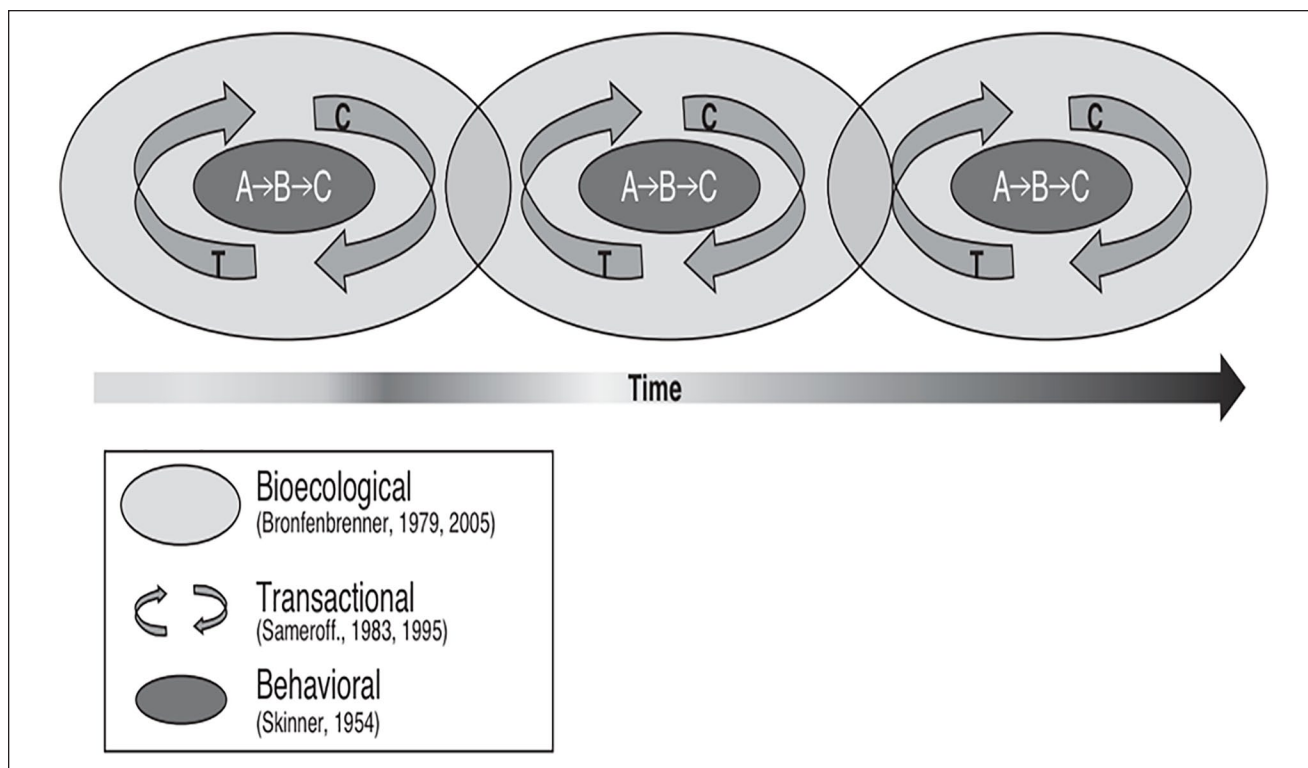 C C C
A→B→C A→B→C A→B→C
T T T
Time
Bioecological
(Bronfenbrenner, 1979, 2005)
Transactional
(Sameroff., 1983, 1995)
Behavioral
(Skinner, 1954)